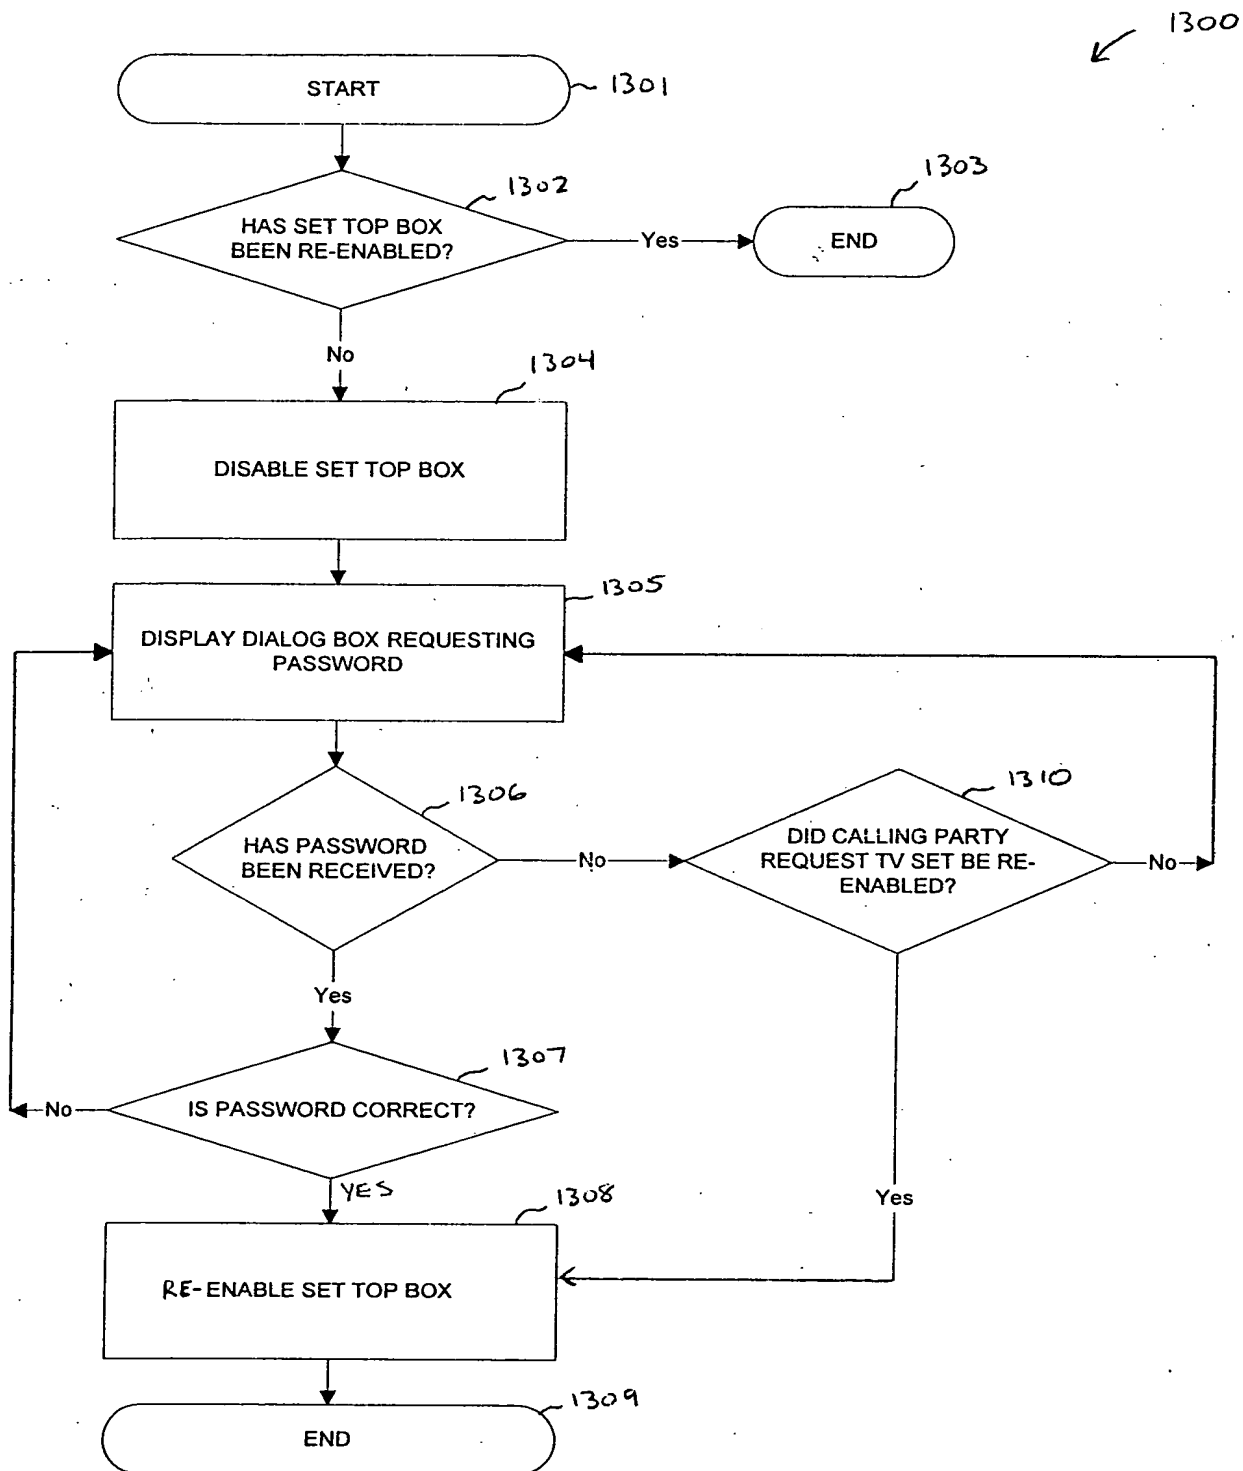 1300
START
1301
1302
1303
HAS SET TOP BOX
BEEN RE-ENABLED?
Yes
END
No
1304
DISABLE SET TOP BOX
1305
DISPLAY DIALOG BOX REQUESTING
PASSWORD
1306
1310
HAS PASSWORD
BEEN RECEIVED?
No
DID CALLING PARTY
REQUEST TV SET BE RE-
ENABLED?
No
Yes
1307
No
IS PASSWORD CORRECT?
YES
Yes
1308
RE-ENABLE SET TOP BOX
1309
END